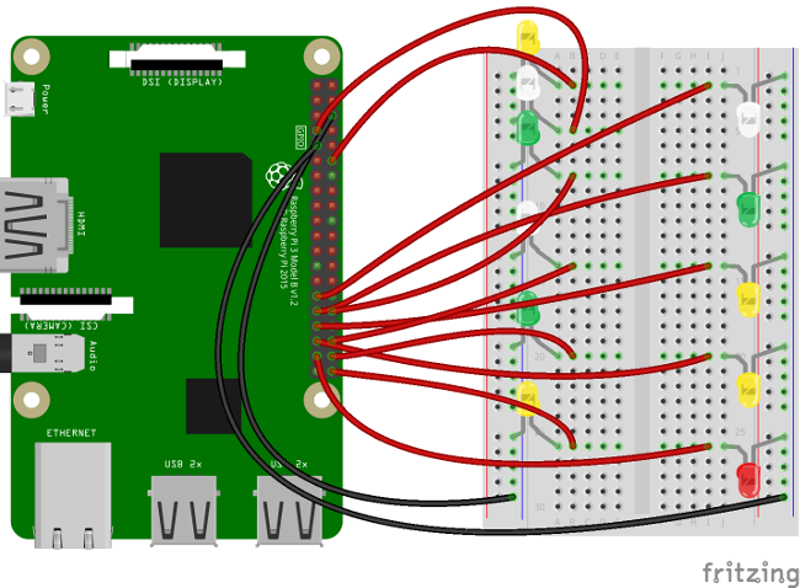 DSI (DISPLAY)
Power
GPIO
HDMI
Raspberry Pi 3 Model B v1.2
© Raspberry Pi 2015
CSI (CAMERA)
Audio
ETHERNET
USB 2x
USB 2x
A B C D E
F G H I J
1
5
10
20
25
30
A B C D E
F G H I J
fritzing